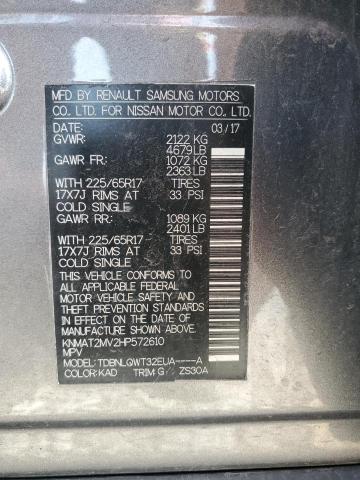 MFD BY RENAULT SAMSUNG MOTORS
CO., LTD. FOR NISSAN MOTOR CO., LTD.
DATE: 03/17
GVWR: 2122 KG
4679 LB
GAWR FR: 1072 KG
2363 LB
WITH 225/65R17 TIRES
17X7J RIMS AT 33 PSI
COLD SINGLE
GAWR RR: 1089 KG
2401 LB
WITH 225/65R17 TIRES
17X7J RIMS AT 33 PSI
COLD SINGLE
THIS VEHICLE CONFORMS TO
ALL APPLICABLE FEDERAL
MOTOR VEHICLE SAFETY AND
THEFT PREVENTION STANDARDS
IN EFFECT ON THE DATE OF
MANUFACTURE SHOWN ABOVE.
KNMAT2MV2HP572610
MPV
MODEL: TDBNLQWT32EUA----A
COLOR: KAD TRIM: G ZS30A